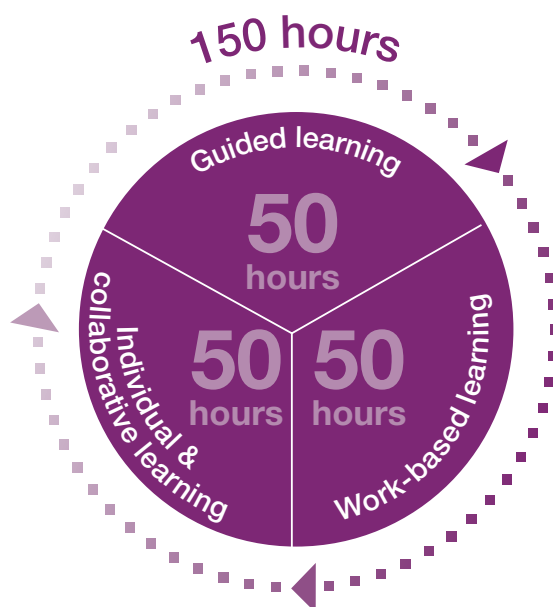 150 hours
Guided learning
50
hours
Individual &
collaborative learning
50
hours
50
hours
Work-based learning